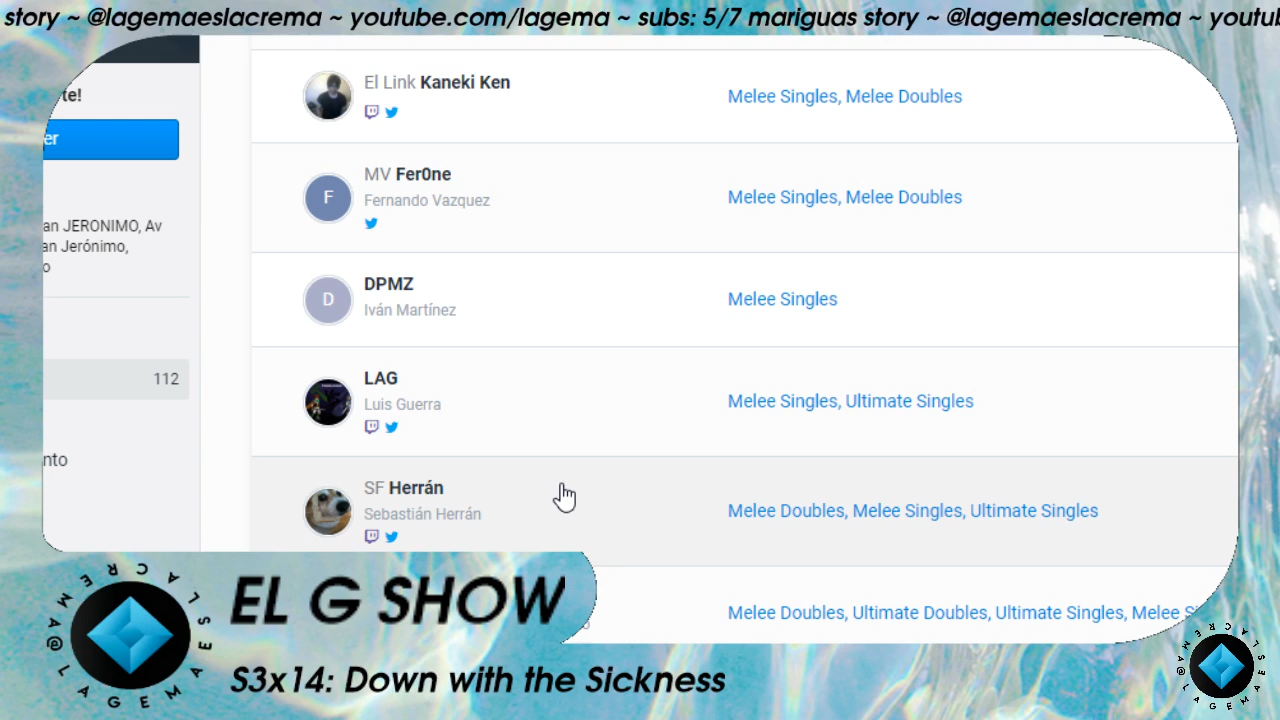 story ~ @lagemaeslacrema ~ youtube.com/lagema ~ subs: 5/7 mariguas story ~ @lagemaeslacrema ~ youtu
te!
er
an JERONIMO, Av
an Jerónimo,
o
112
nto
El Link Kaneki Ken
Melee Singles, Melee Doubles
MV Fer0ne
Fernando Vazquez
Melee Singles, Melee Doubles
DPMZ
Iván Martínez
Melee Singles
LAG
Luis Guerra
Melee Singles, Ultimate Singles
SF Herrán
Sebastián Herrán
Melee Doubles, Melee Singles, Ultimate Singles
Melee Doubles, Ultimate Doubles, Ultimate Singles, Melee S
EL G SHOW
S3x14: Down with the Sickness
@LAGEMAESLACREMA
@LAGEMAESLACREMA